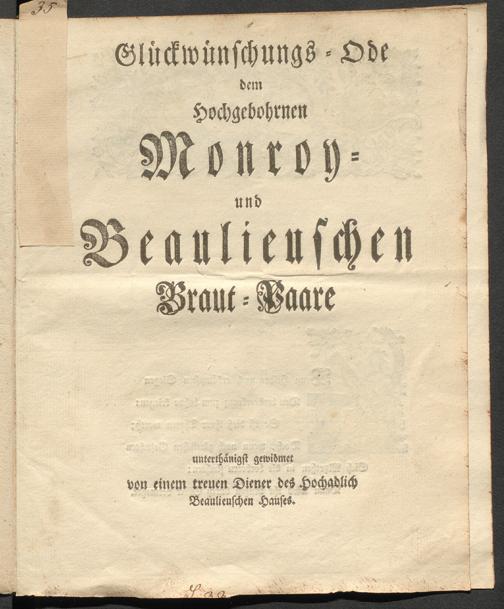 35
Glückwünschungs-Ode
dem
Hochgebohrnen
Monroy-
und
Beaulieuschen
Braut-Paare
unterthänigst gewidmet
von einem treuen Diener des Hochadlich
Beaulieuschen Hauses.